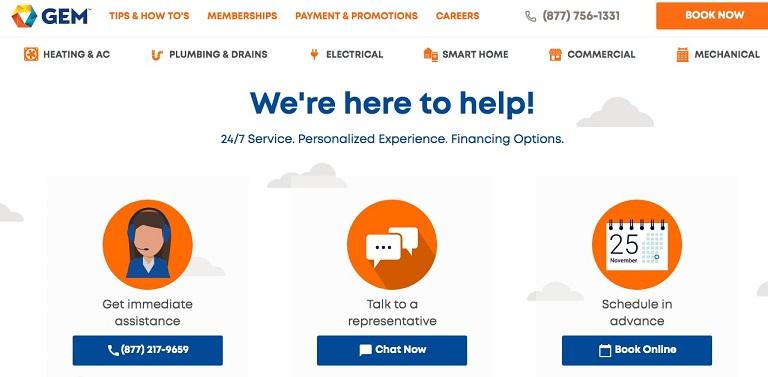 GEM™ TIPS & HOW TO'S MEMBERSHIPS PAYMENT & PROMOTIONS CAREERS (877) 756-1331 BOOK NOW
HEATING & AC PLUMBING & DRAINS ELECTRICAL SMART HOME COMMERCIAL MECHANICAL
We're here to help!
24/7 Service. Personalized Experience. Financing Options.
25
November
Get immediate
assistance
(877) 217-9659
Talk to a
representative
Chat Now
Schedule in
advance
Book Online